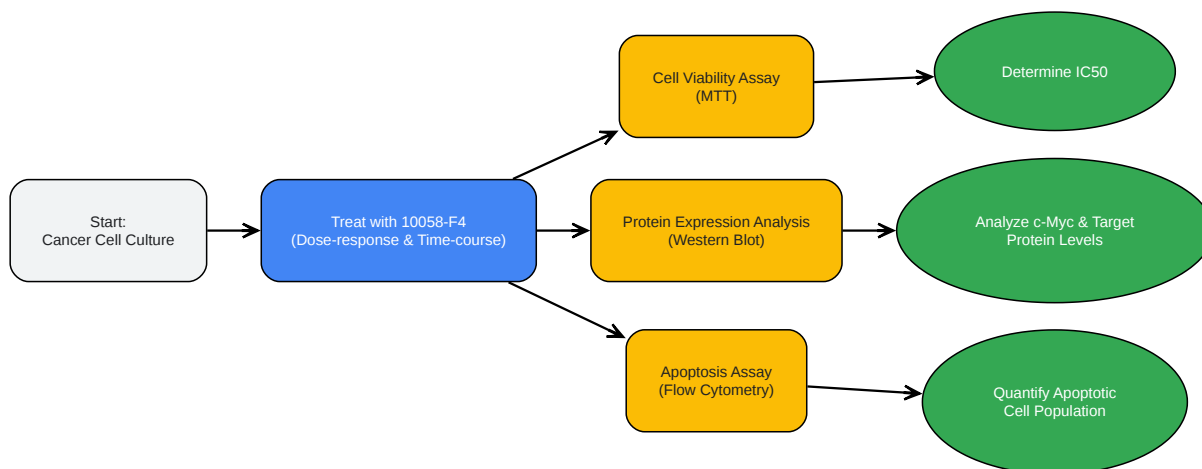 Start:
Cancer Cell Culture
Treat with 10058-F4
(Dose-response & Time-course)
Cell Viability Assay
(MTT)
Determine IC50
Protein Expression Analysis
(Western Blot)
Analyze c-Myc & Target
Protein Levels
Apoptosis Assay
(Flow Cytometry)
Quantify Apoptotic
Cell Population